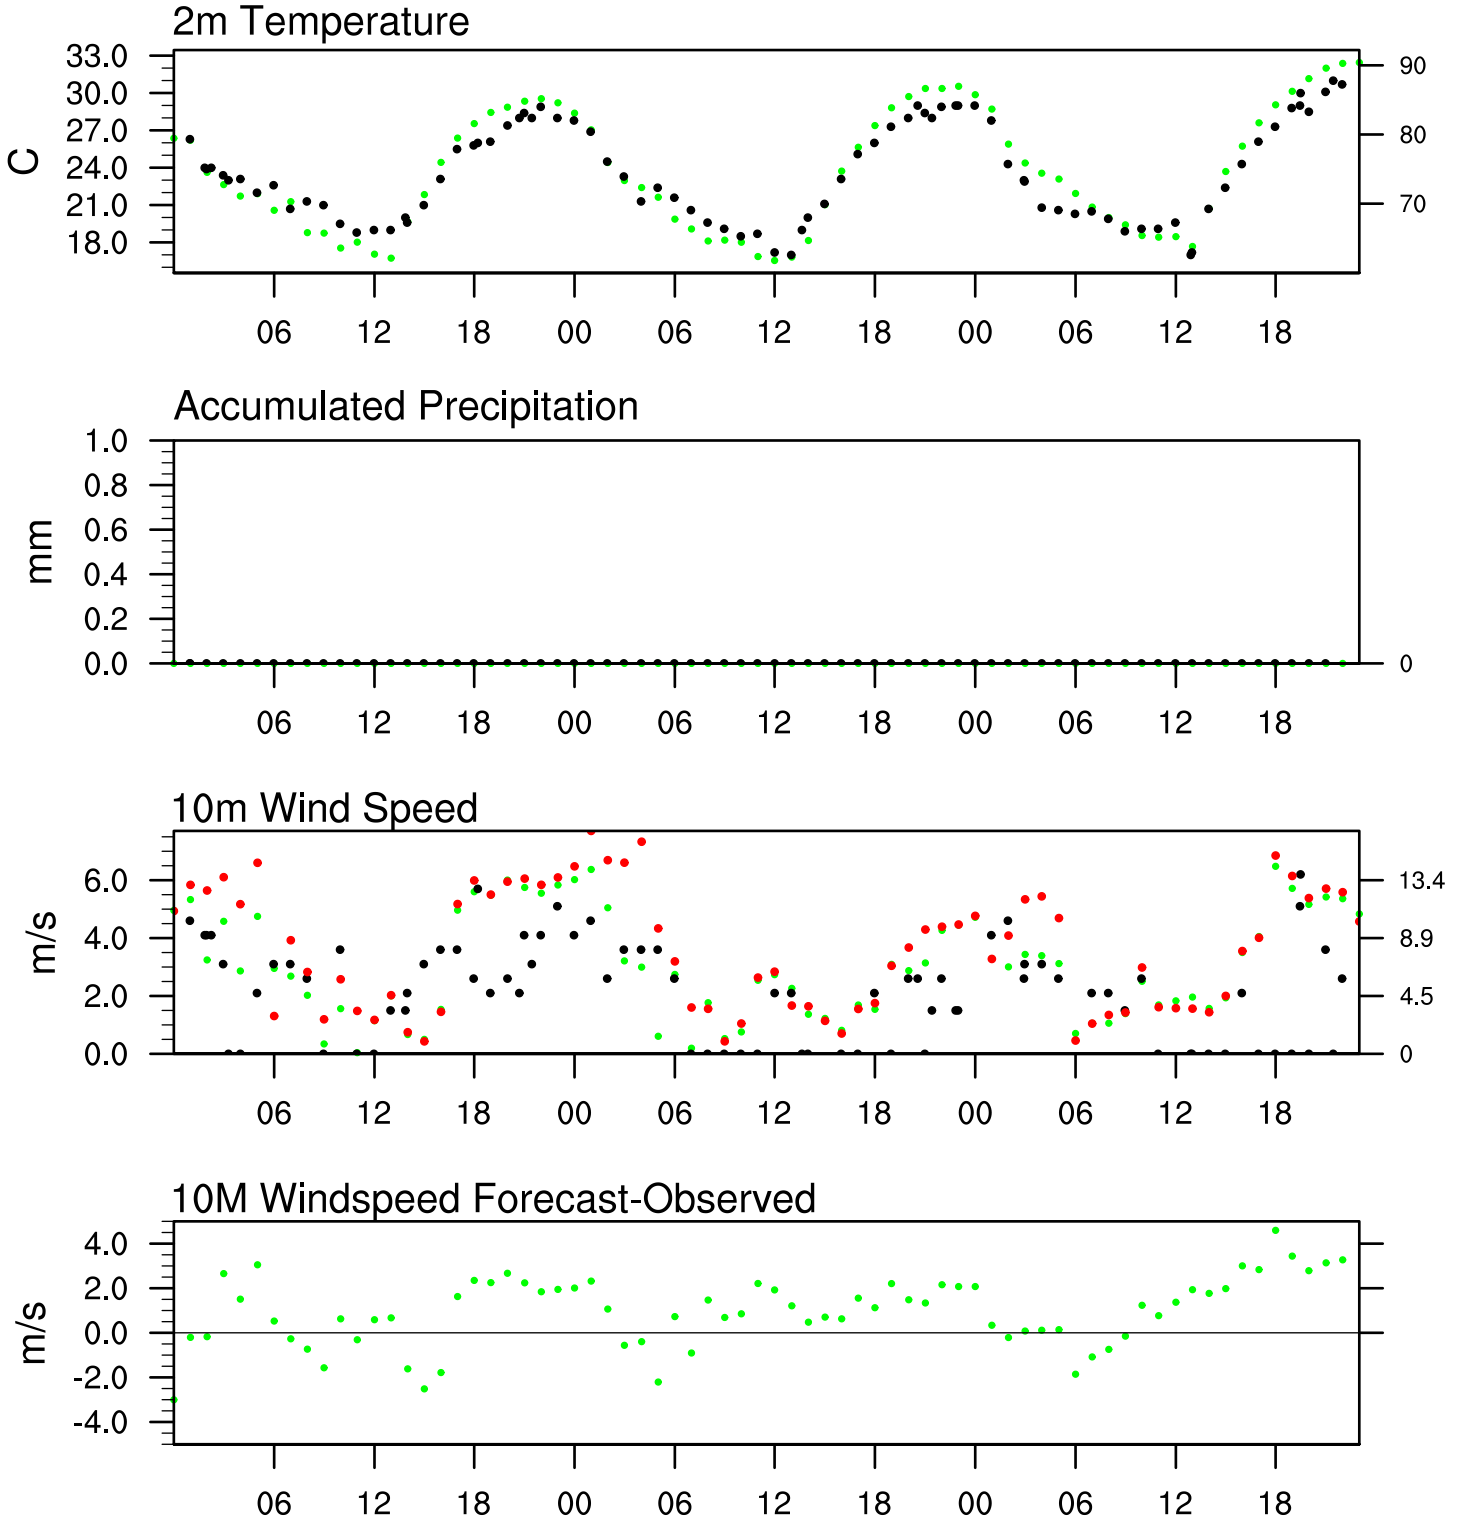 2m Temperature
33.0
30.0
27.0
24.0
21.0
18.0
C
90
80
70
06 12 18 00 06 12 18 00 06 12 18
Accumulated Precipitation
1.0
0.8
0.6
0.4
0.2
0.0
mm
0
06 12 18 00 06 12 18 00 06 12 18
10m Wind Speed
6.0
4.0
2.0
0.0
m/s
13.4
8.9
4.5
0
06 12 18 00 06 12 18 00 06 12 18
10M Windspeed Forecast-Observed
4.0
2.0
0.0
-2.0
-4.0
m/s
06 12 18 00 06 12 18 00 06 12 18